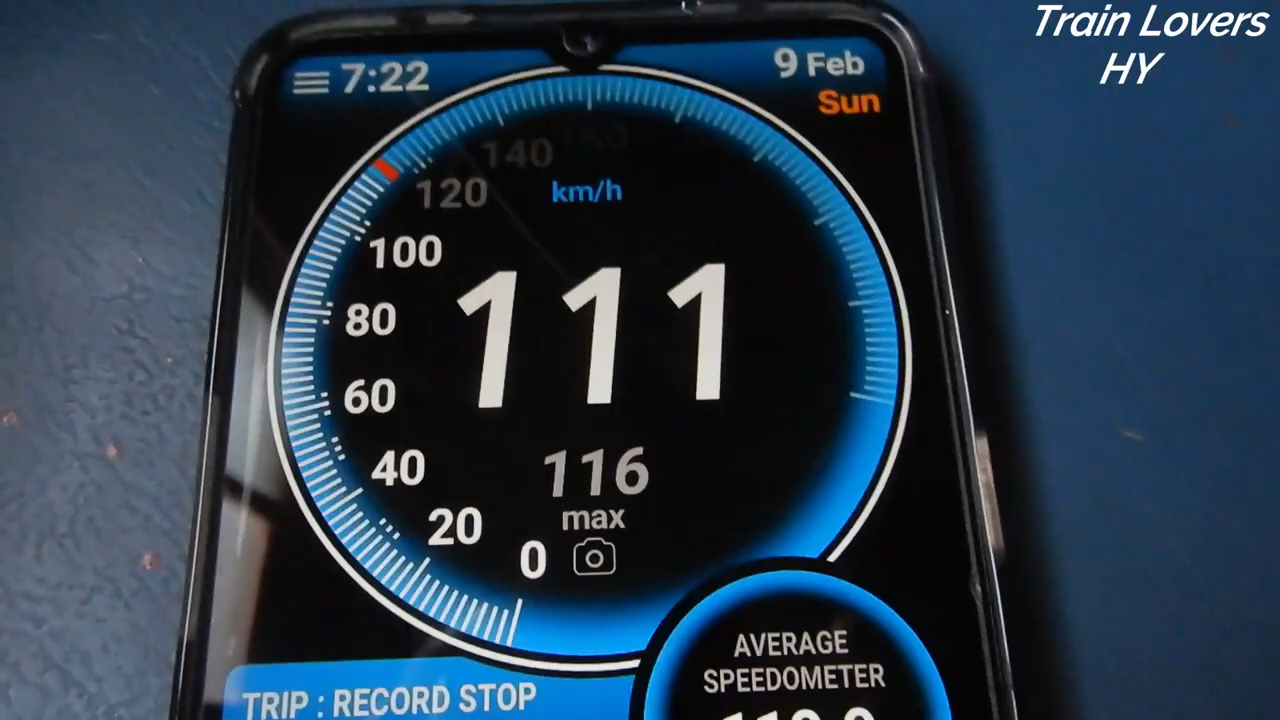 Train Lovers
HY
7:22
9 Feb
Sun
160
140
120
km/h
100
111
80
60
40
116
20
max
0
AVERAGE
SPEEDOMETER
TRIP : RECORD STOP